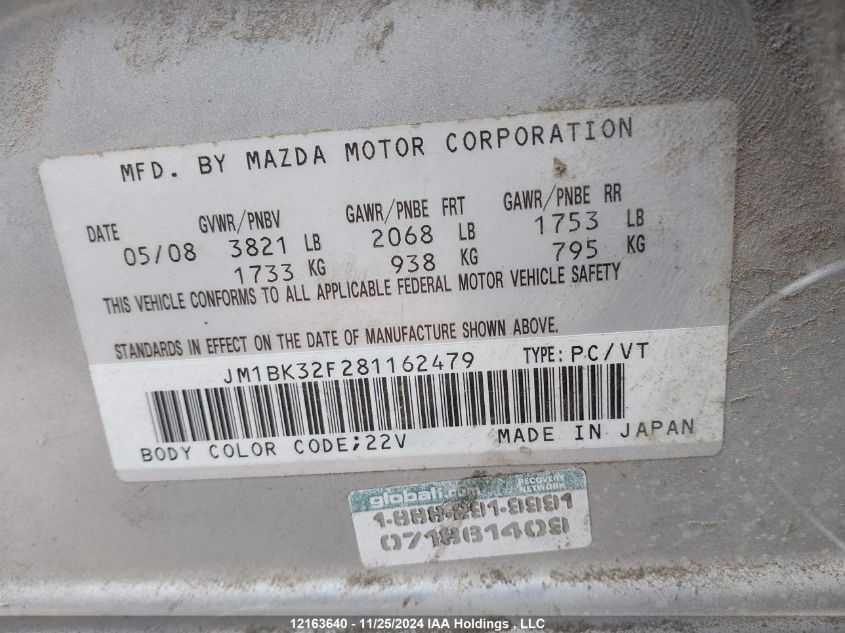 MFD. BY MAZDA MOTOR CORPORATION
DATE GVWR/PNBV GAWR/PNBE FRT GAWR/PNBE RR
05/08 3821 LB 2068 LB 1753 LB
1733 KG 938 KG 795 KG
THIS VEHICLE CONFORMS TO ALL APPLICABLE FEDERAL MOTOR VEHICLE SAFETY
STANDARDS IN EFFECT ON THE DATE OF MANUFACTURE SHOWN ABOVE.
JM1BK32F281162479 TYPE: PC/VT
BODY COLOR CODE;22V MADE IN JAPAN
RECOVERY
NETWORK
12163640 - 11/25/2024 IAA Holdings , LLC